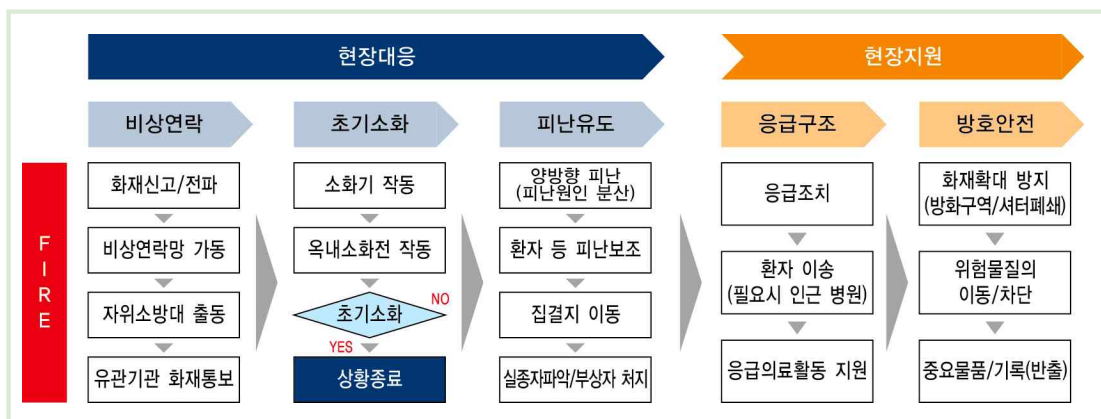 현장대응
현장지원
비상연락
초기소화
피난유도
응급구조
방호안전
FIRE
화재신고/전파
비상연락망 가동
자위소방대 출동
유관기관 화재통보
소화기 작동
옥내소화전 작동
초기소화
NO
YES
상황종료
양방향 피난
(피난원인 분산)
환자 등 피난보조
집결지 이동
실종자파악/부상자 처지
응급조치
환자 이송
(필요시 인근 병원)
응급의료활동 지원
화재확대 방지
(방화구역/셔터폐쇄)
위험물질의
이동/차단
중요물품/기록(반출)